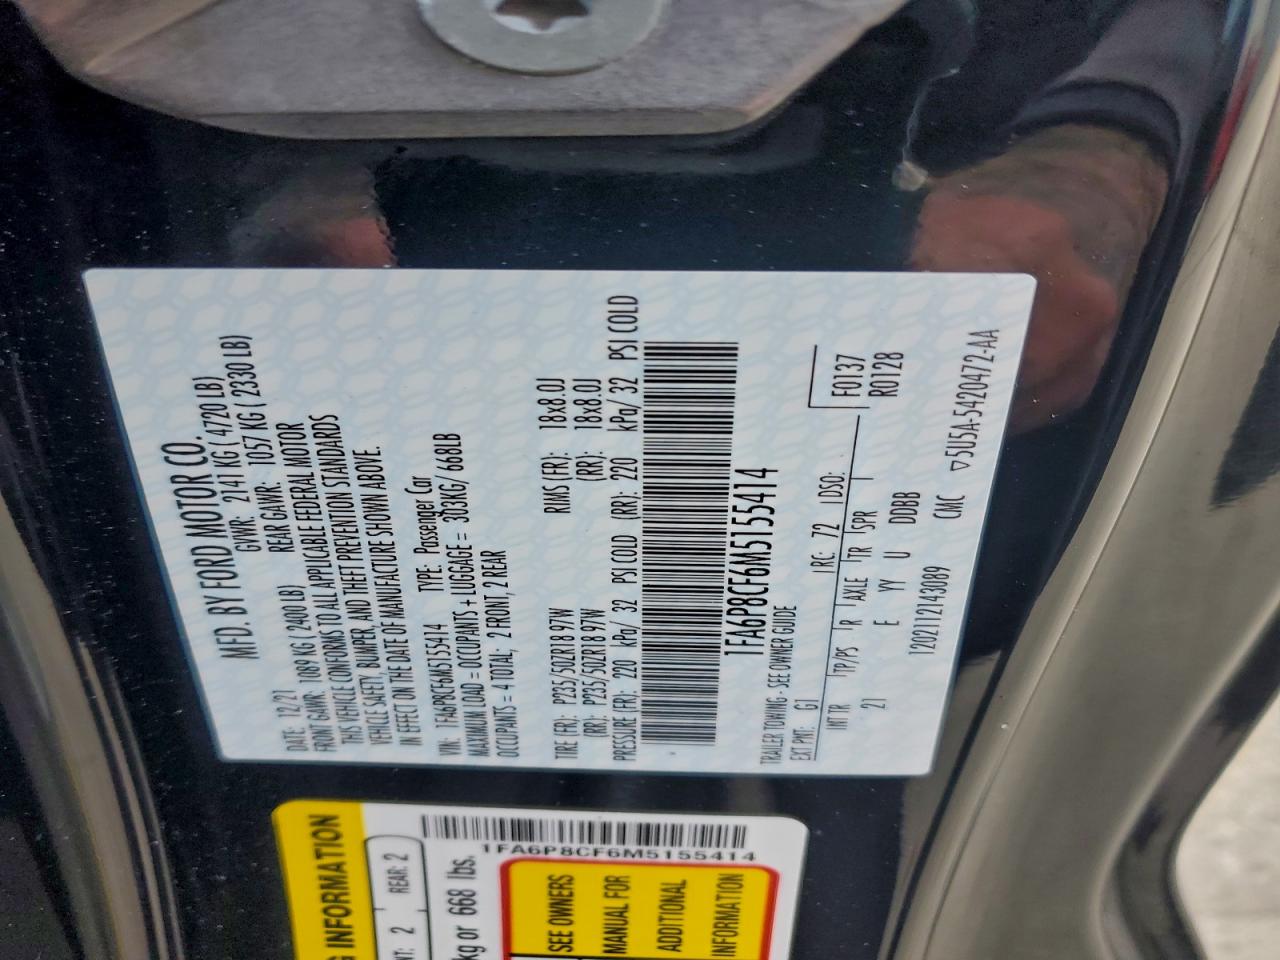 MFD. BY FORD MOTOR CO.
DATE: 12/21 GVWR: 2141 KG ( 4720 LB)
FRONT GAWR: 1089 KG ( 2400 LB) REAR GAWR: 1057 KG ( 2330 LB)
THIS VEHICLE CONFORMS TO ALL APPLICABLE FEDERAL MOTOR
VEHICLE SAFETY, BUMPER, AND THEFT PREVENTION STANDARDS
IN EFFECT ON THE DATE OF MANUFACTURE SHOWN ABOVE.
VIN: 1FA6P8CF6M5155414 TYPE: Passenger Car
MAXIMUM LOAD = OCCUPANTS + LUGGAGE = 303KG/ 668LB
OCCUPANTS = 4 TOTAL; 2 FRONT, 2 REAR
TIRE (FR): P235/50ZR18 97W RMS (FR): 18x8.0J
(RR): P235/50ZR18 97W (RR): 18x8.0J
PRESSURE (FR): 220 kPa/ 32 PSI COLD (RR): 220 kPa/ 32 PSI COLD
1FA6P8CF6M5155414
TRAILER TOWING - SEE OWNER GUIDE
EXT PNT: G1 RC: 72 DSO: F0137
INT TR TP/PS R AXLE TR SPR R0128
21 E YY U DDBB
12021121143089 CMC ▽5U5A-5420472-AA
INFORMATION
2 REAR: 2
kg or 668 lbs.
1FA6P8CF6M5155414
SEE OWNERS
MANUAL FOR
ADDITIONAL
INFORMATION